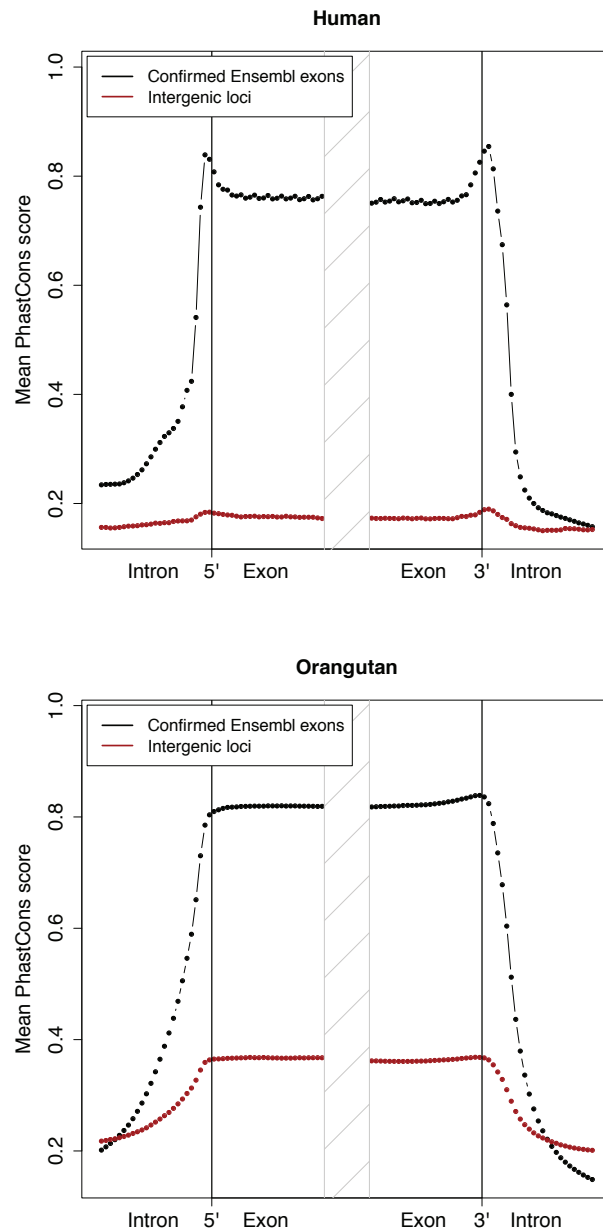 Human
Mean PhastCons score
1.0
0.8
0.6
0.4
0.2
Confirmed Ensembl exons
Intergenic loci
Intron 5' Exon Exon 3' Intron
Orangutan
Mean PhastCons score
1.0
0.8
0.6
0.4
0.2
Confirmed Ensembl exons
Intergenic loci
Intron 5' Exon Exon 3' Intron